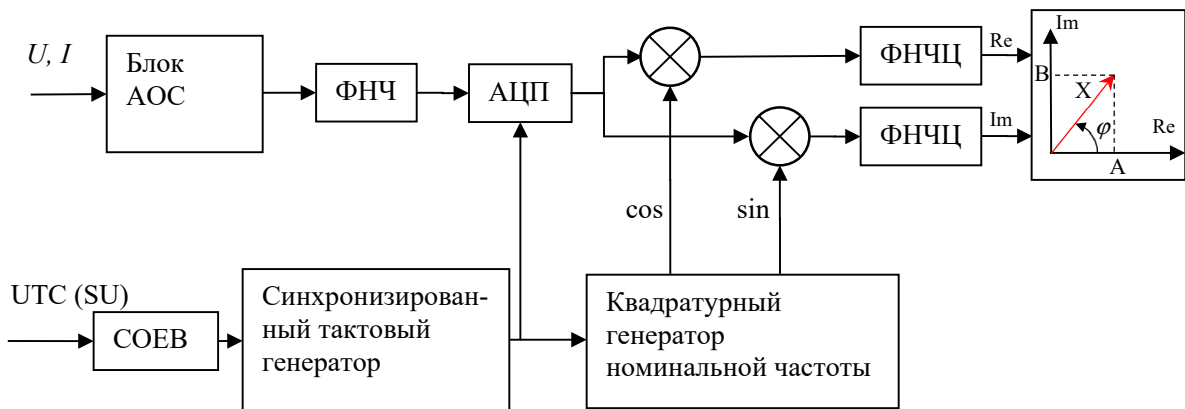 U, I
Блок
АОС
ФНЧ
АЦП
ФНЧЦ
Re
Im
B
X
φ
Re
A
ФНЧЦ
Im
cos
sin
UTC (SU)
СОЕВ
Синхронизирован-
ный тактовый
генератор
Квадратурный
генератор
номинальной частоты